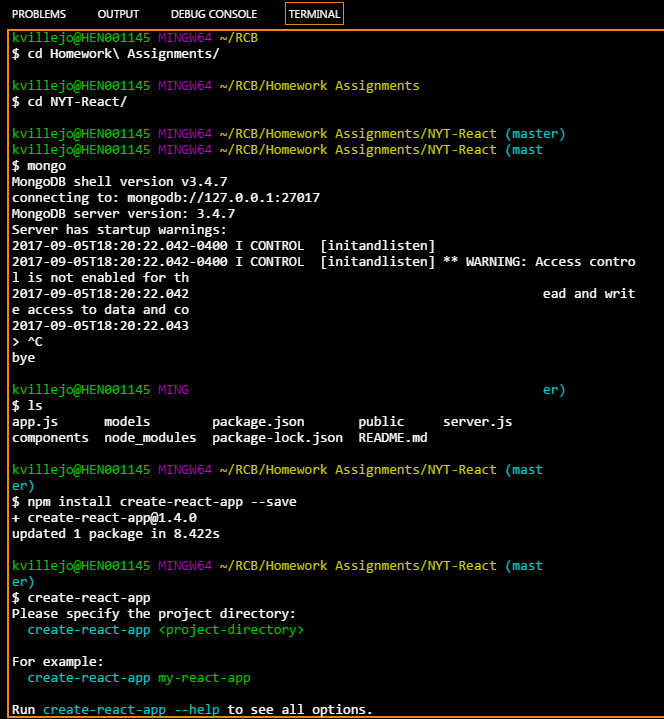 PROBLEMS OUTPUT DEBUG CONSOLE TERMINAL
kvillejo@HEN001145 MINGW64 ~/RCB
$ cd Homework\ Assignments/
kvillejo@HEN001145 MINGW64 ~/RCB/Homework Assignments
$ cd NYT-React/
kvillejo@HEN001145 MINGW64 ~/RCB/Homework Assignments/NYT-React (master)
kvillejo@HEN001145 MINGW64 ~/RCB/Homework Assignments/NYT-React (mast
$ mongo
MongoDB shell version v3.4.7
connecting to: mongodb://127.0.0.1:27017
MongoDB server version: 3.4.7
Server has startup warnings:
2017-09-05T18:20:22.042-0400 I CONTROL  [initandlisten]
2017-09-05T18:20:22.042-0400 I CONTROL  [initandlisten] ** WARNING: Access contro
l is not enabled for th
2017-09-05T18:20:22.042 ead and writ
e access to data and co
2017-09-05T18:20:22.043
> ^C
bye
kvillejo@HEN001145 MING er)
$ ls
app.js models package.json public server.js
components node_modules package-lock.json README.md
kvillejo@HEN001145 MINGW64 ~/RCB/Homework Assignments/NYT-React (mast
er)
$ npm install create-react-app --save
+ create-react-app@1.4.0
updated 1 package in 8.422s
kvillejo@HEN001145 MINGW64 ~/RCB/Homework Assignments/NYT-React (mast
er)
$ create-react-app
Please specify the project directory:
create-react-app <project-directory>
For example:
create-react-app my-react-app
Run create-react-app --help to see all options.